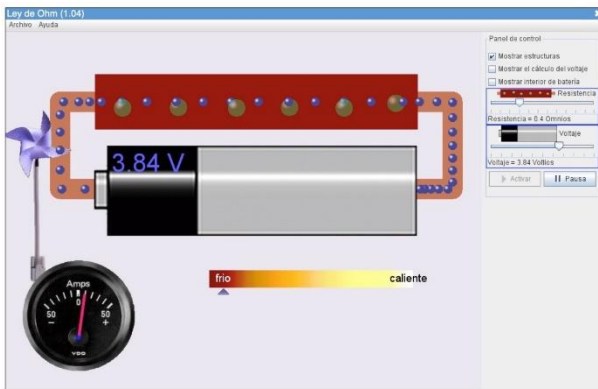 Ley de Ohm (1.04)
Archivo Ayuda
Panel de control
Mostrar estructuras
Mostrar el cálculo del voltaje
Mostrar interior de batería
= Resistencia
Resistencia = 0.4 Omnios
Voltaje
Voltaje = 3.84 Voltios
Activar
Pausa
3.84 V
frio
caliente
Amps
0
50 50
- +
VDO